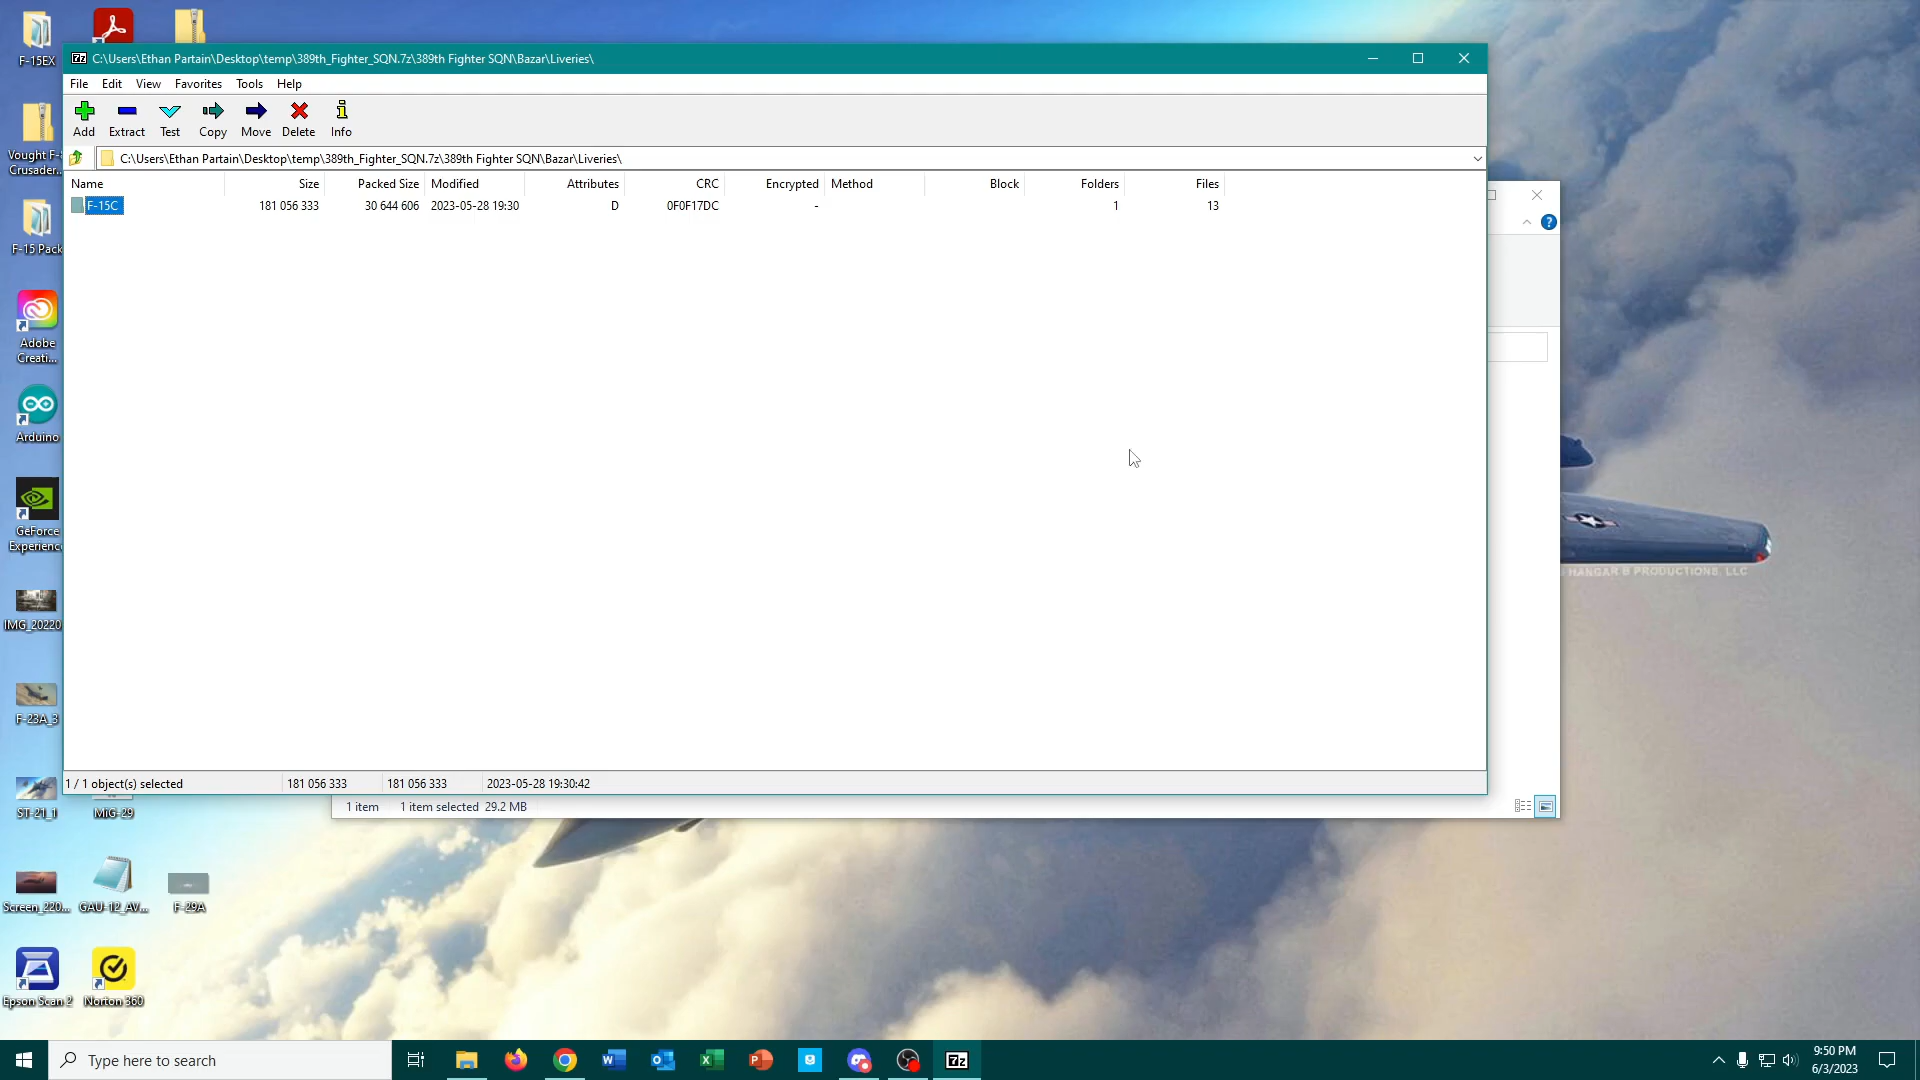 F-15EX
C:\Users\Ethan Partain\Desktop\temp\389th_Fighter_SQN.7z\389th Fighter SQN\Bazar\Liveries\
File Edit View Favorites Tools Help
Add Extract Test Copy Move Delete Info
C:\Users\Ethan Partain\Desktop\temp\389th_Fighter_SQN.7z\389th Fighter SQN\Bazar\Liveries\
Name Size Packed Size Modified Attributes CRC Encrypted Method Block Folders Files
F-15C 181 056 333 30 644 606 2023-05-28 19:30 D 0F0F17DC - 1 13
Vought F-
Crusader...
F-15 Pack
Adobe
Creati...
Arduino
GeForce
Experience
IMG_20220
F-23A_3
ST-21_1
MiG-29
Screen_220...
GAU-12_AV...
F-29A
Epson Scan 2
Norton 360
HANGAR B PRODUCTIONS, LLC
1 / 1 object(s) selected 181 056 333 181 056 333 2023-05-28 19:30:42
1 item 1 item selected 29.2 MB
Type here to search
9:50 PM
6/3/2023